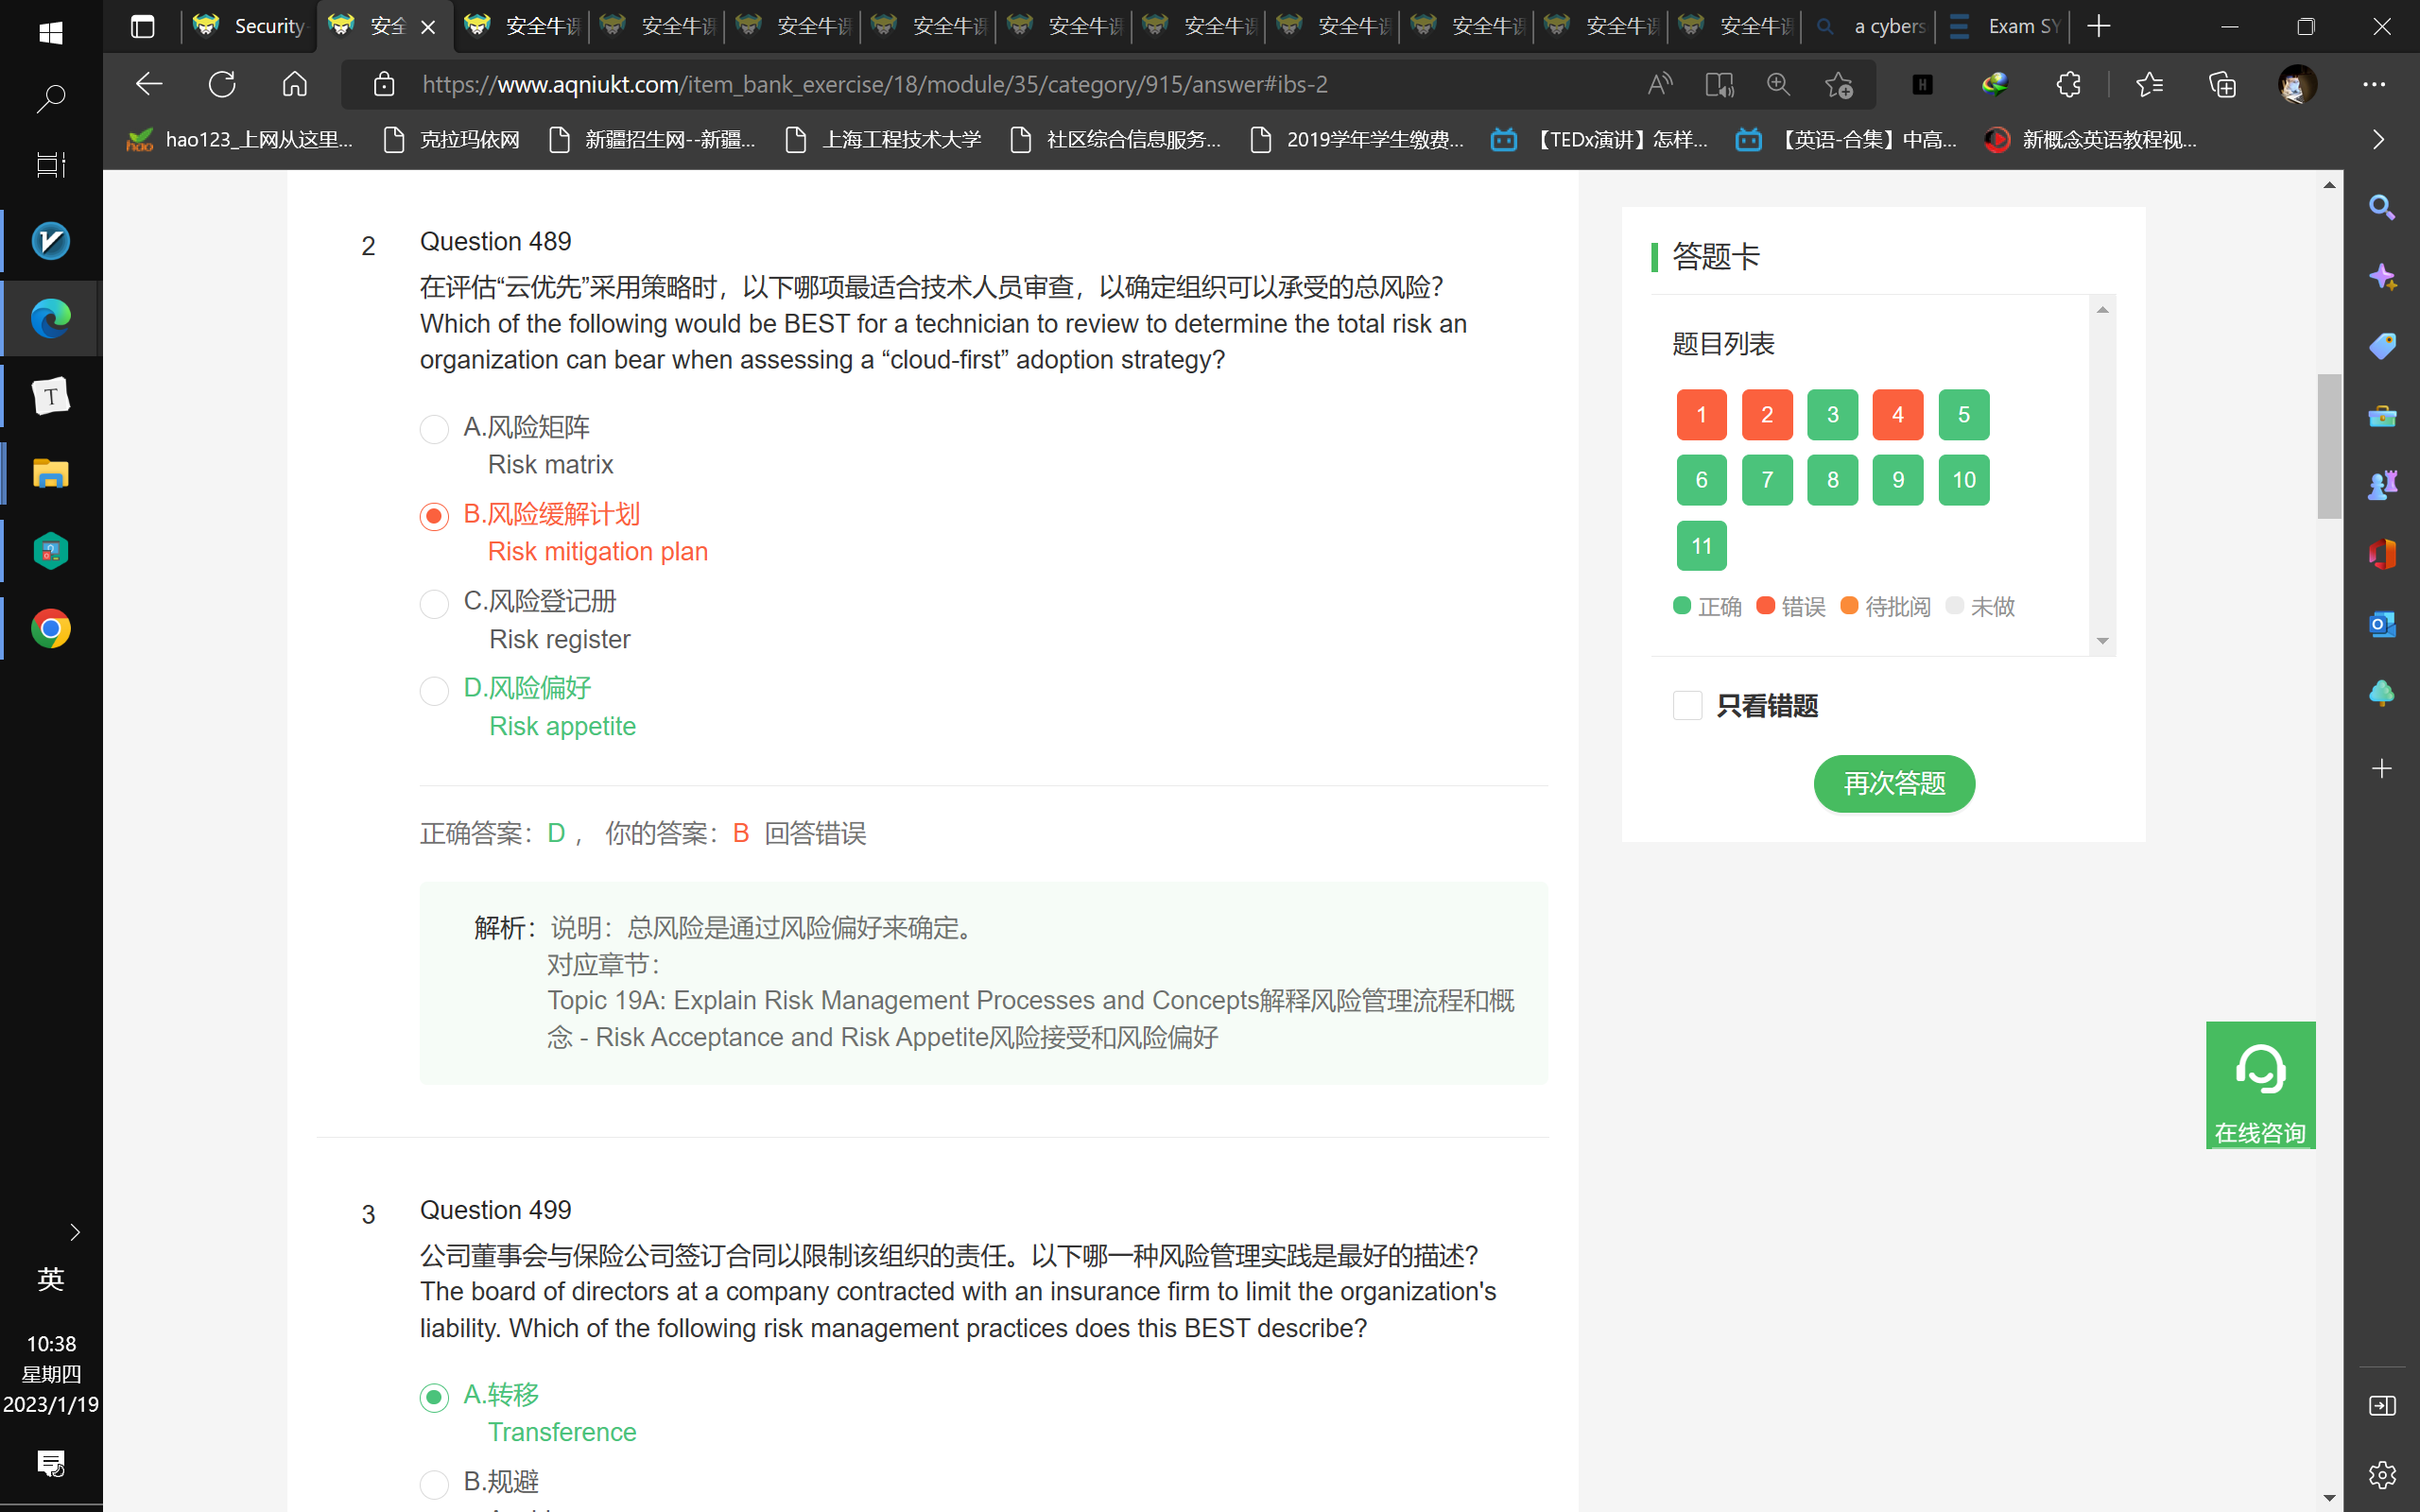 Security
安全
安全牛课
安全牛课
安全牛课
安全牛课
安全牛课
安全牛课
安全牛课
安全牛课
安全牛课
安全牛课
a cybers
Exam SY
https://www.aqniukt.com/item_bank_exercise/18/module/35/category/915/answer#ibs-2
hao123_上网从这里...
克拉玛依网
新疆招生网--新疆...
上海工程技术大学
社区综合信息服务...
2019学年学生缴费...
【TEDx演讲】怎样...
【英语-合集】中高...
新概念英语教程视...
2
Question 489
在评估“云优先”采用策略时，以下哪项最适合技术人员审查，以确定组织可以承受的总风险？
Which of the following would be BEST for a technician to review to determine the total risk an
organization can bear when assessing a “cloud-first” adoption strategy?
A.风险矩阵
Risk matrix
B.风险缓解计划
Risk mitigation plan
C.风险登记册
Risk register
D.风险偏好
Risk appetite
正确答案：D ， 你的答案：B 回答错误
解析：说明：总风险是通过风险偏好来确定。
对应章节：
Topic 19A: Explain Risk Management Processes and Concepts解释风险管理流程和概
念 - Risk Acceptance and Risk Appetite风险接受和风险偏好
3
Question 499
公司董事会与保险公司签订合同以限制该组织的责任。以下哪一种风险管理实践是最好的描述？
The board of directors at a company contracted with an insurance firm to limit the organization's
liability. Which of the following risk management practices does this BEST describe?
A.转移
Transference
B.规避
答题卡
题目列表
1 2 3 4 5
6 7 8 9 10
11
正确 错误 待批阅 未做
只看错题
再次答题
在线咨询
英
10:38
星期四
2023/1/19